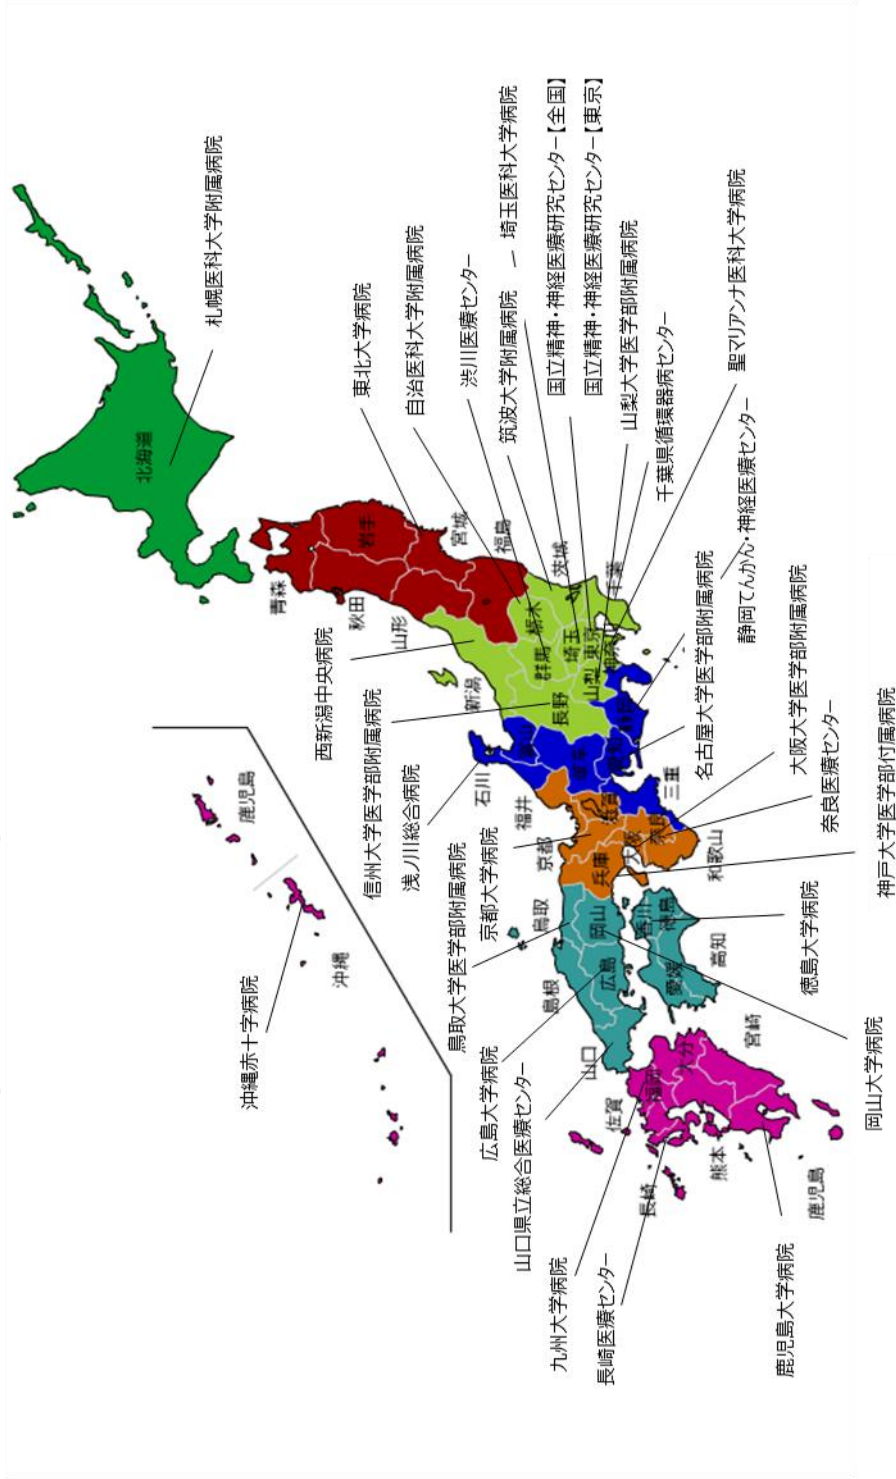 札幌医科大学附属病院
北海道
東北大学病院
自治医科大学附属病院
渋川医療センター
筑波大学附属病院
埼玉医科大学病院
国立精神・神経医療研究センター【全国】
国立精神・神経医療研究センター【東京】
山梨大学医学部附属病院
千葉県循環器病センター
聖マリアンナ医科大学病院
静岡てんかん・神経医療センター
名古屋大学医学部附属病院
大阪大学医学部附属病院
奈良医療センター
神戸大学医学部付属病院
徳島大学病院
岡山大学病院
西新潟中央病院
信州大学医学部附属病院
浅ノ川総合病院
京都大学病院
鳥取大学医学部附属病院
広島大学病院
山口県立総合医療センター
九州大学病院
長崎医療センター
鹿児島大学病院
沖縄赤十字病院
青森
岩手
秋田
宮城
山形
福島
新潟
栃木
茨城
群馬
埼玉
東京
千葉
神奈川
山梨
長野
石川
富山
岐阜
静岡
愛知
福井
滋賀
三重
京都
大阪
奈良
兵庫
和歌山
鳥取
岡山
島根
広島
山口
香川
徳島
愛媛
高知
福岡
佐賀
大分
長崎
熊本
宮崎
鹿児島
鹿児島
沖縄